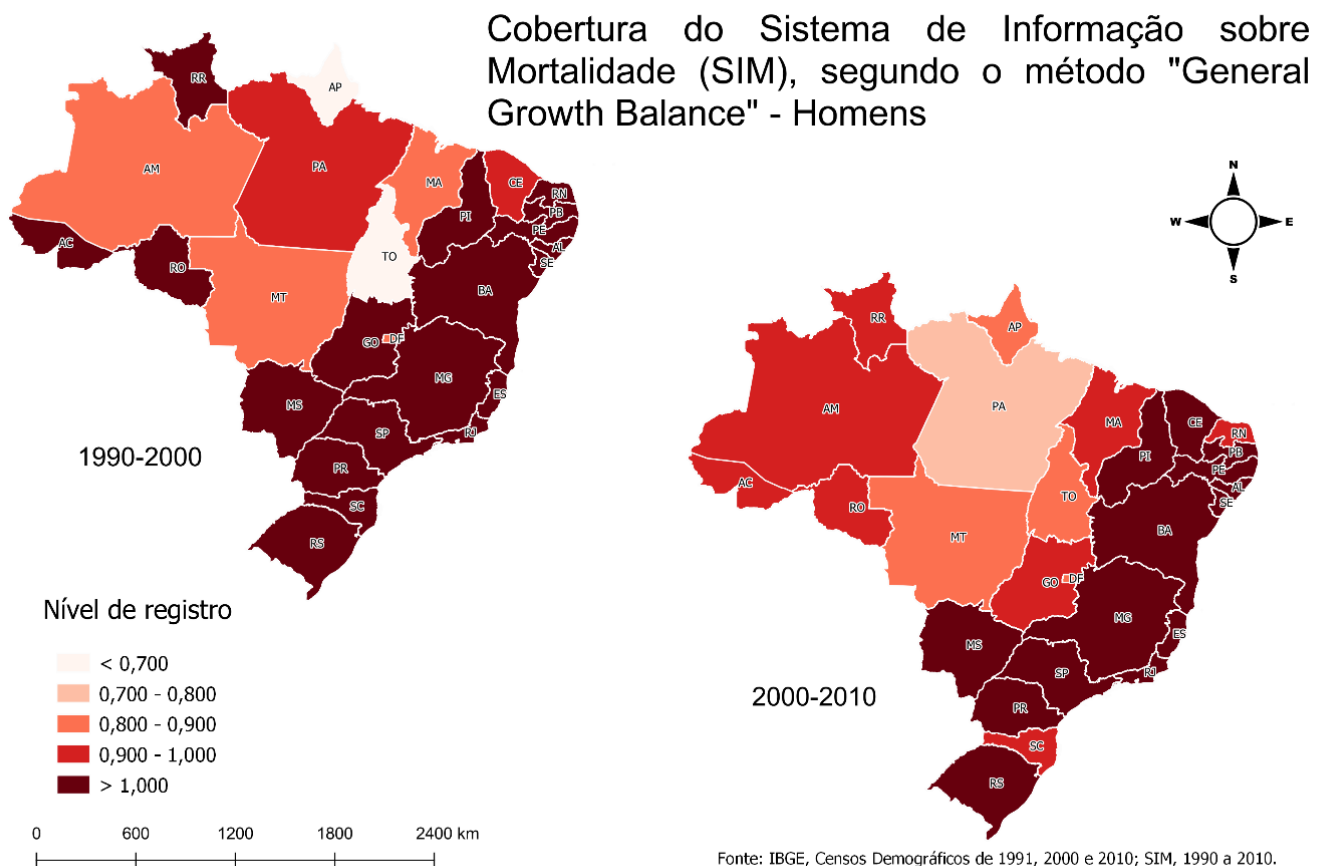 Cobertura do Sistema de Informação sobre
Mortalidade (SIM), segundo o método "General
Growth Balance" - Homens
RR
AP
AM
PA
MA
CE
RN
PB
PE
AL
SE
PI
AC
RO
TO
MT
BA
GO
DF
MG
ES
MS
SP
RJ
PR
SC
RS
1990-2000
N
W
E
S
RR
AP
AM
PA
MA
CE
RN
PB
PE
AL
SE
PI
AC
RO
TO
MT
BA
GO
DF
MG
ES
MS
SP
RJ
PR
SC
RS
2000-2010
Nível de registro
< 0,700
0,700 - 0,800
0,800 - 0,900
0,900 - 1,000
> 1,000
0 600 1200 1800 2400 km
Fonte: IBGE, Censos Demográficos de 1991, 2000 e 2010; SIM, 1990 a 2010.